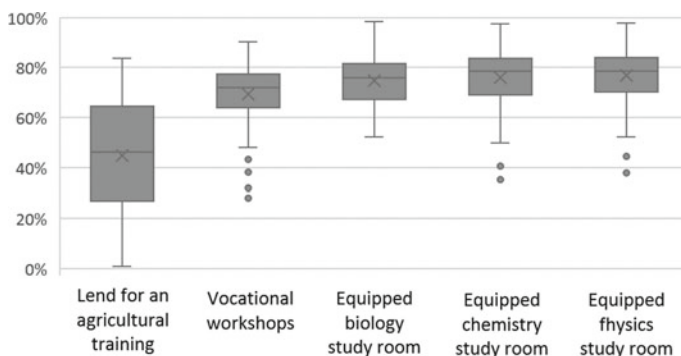 100%
80%
60%
40%
20%
0%
Lend for an
agricultural
training
Vocational
workshops
Equipped
biology
study room
Equipped
chemistry
study room
Equipped
fhysics
study room